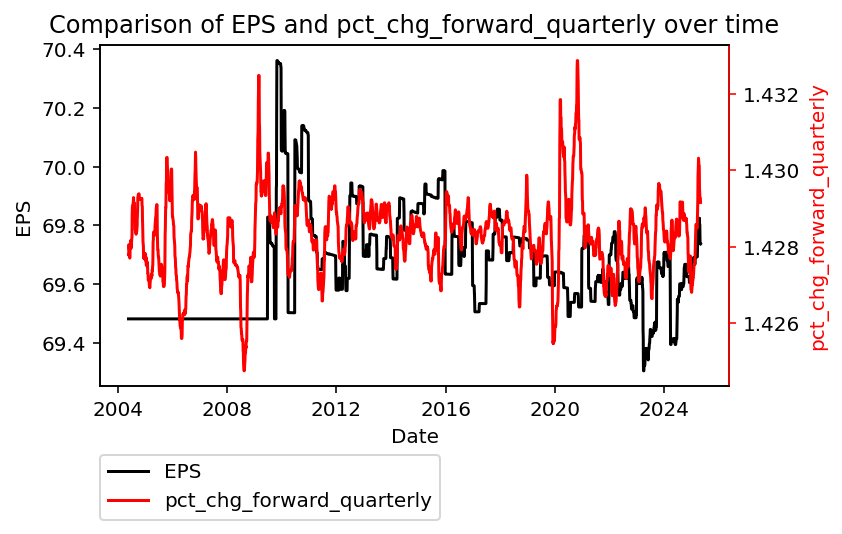 Comparison of EPS and pct_chg_forward_quarterly over time
70.4
70.2
70.0
69.8
69.6
69.4
EPS
1.432
1.430
1.428
1.426
pct_chg_forward_quarterly
2004 2008 2012 2016 2020 2024
Date
EPS
pct_chg_forward_quarterly